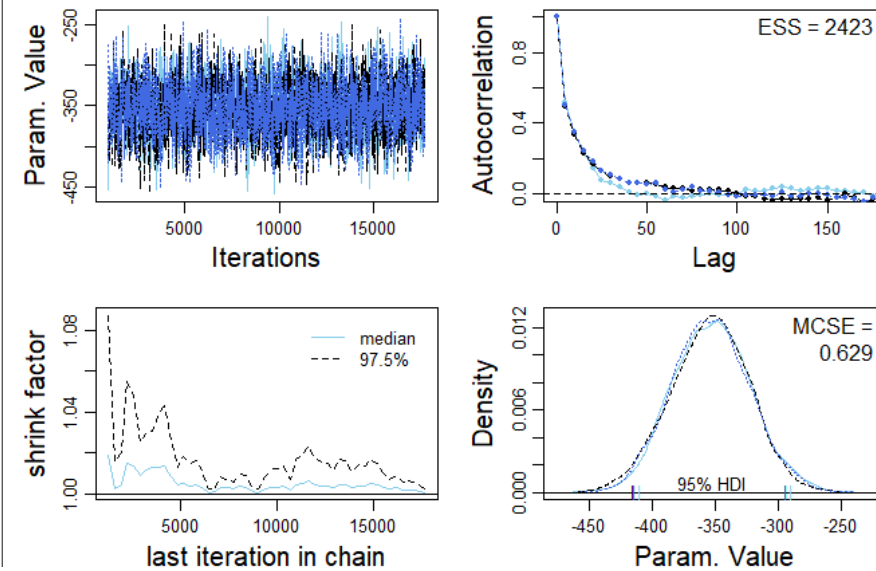 Param. Value
-450
-350
-250
5000
10000
15000
Iterations
Autocorrelation
0.0
0.4
0.8
ESS = 2423
0
50
100
150
Lag
shrink factor
1.00
1.04
1.08
median
97.5%
5000
10000
15000
last iteration in chain
Density
0.000
0.006
0.012
MCSE =
0.629
95% HDI
-450
-400
-350
-300
-250
Param. Value